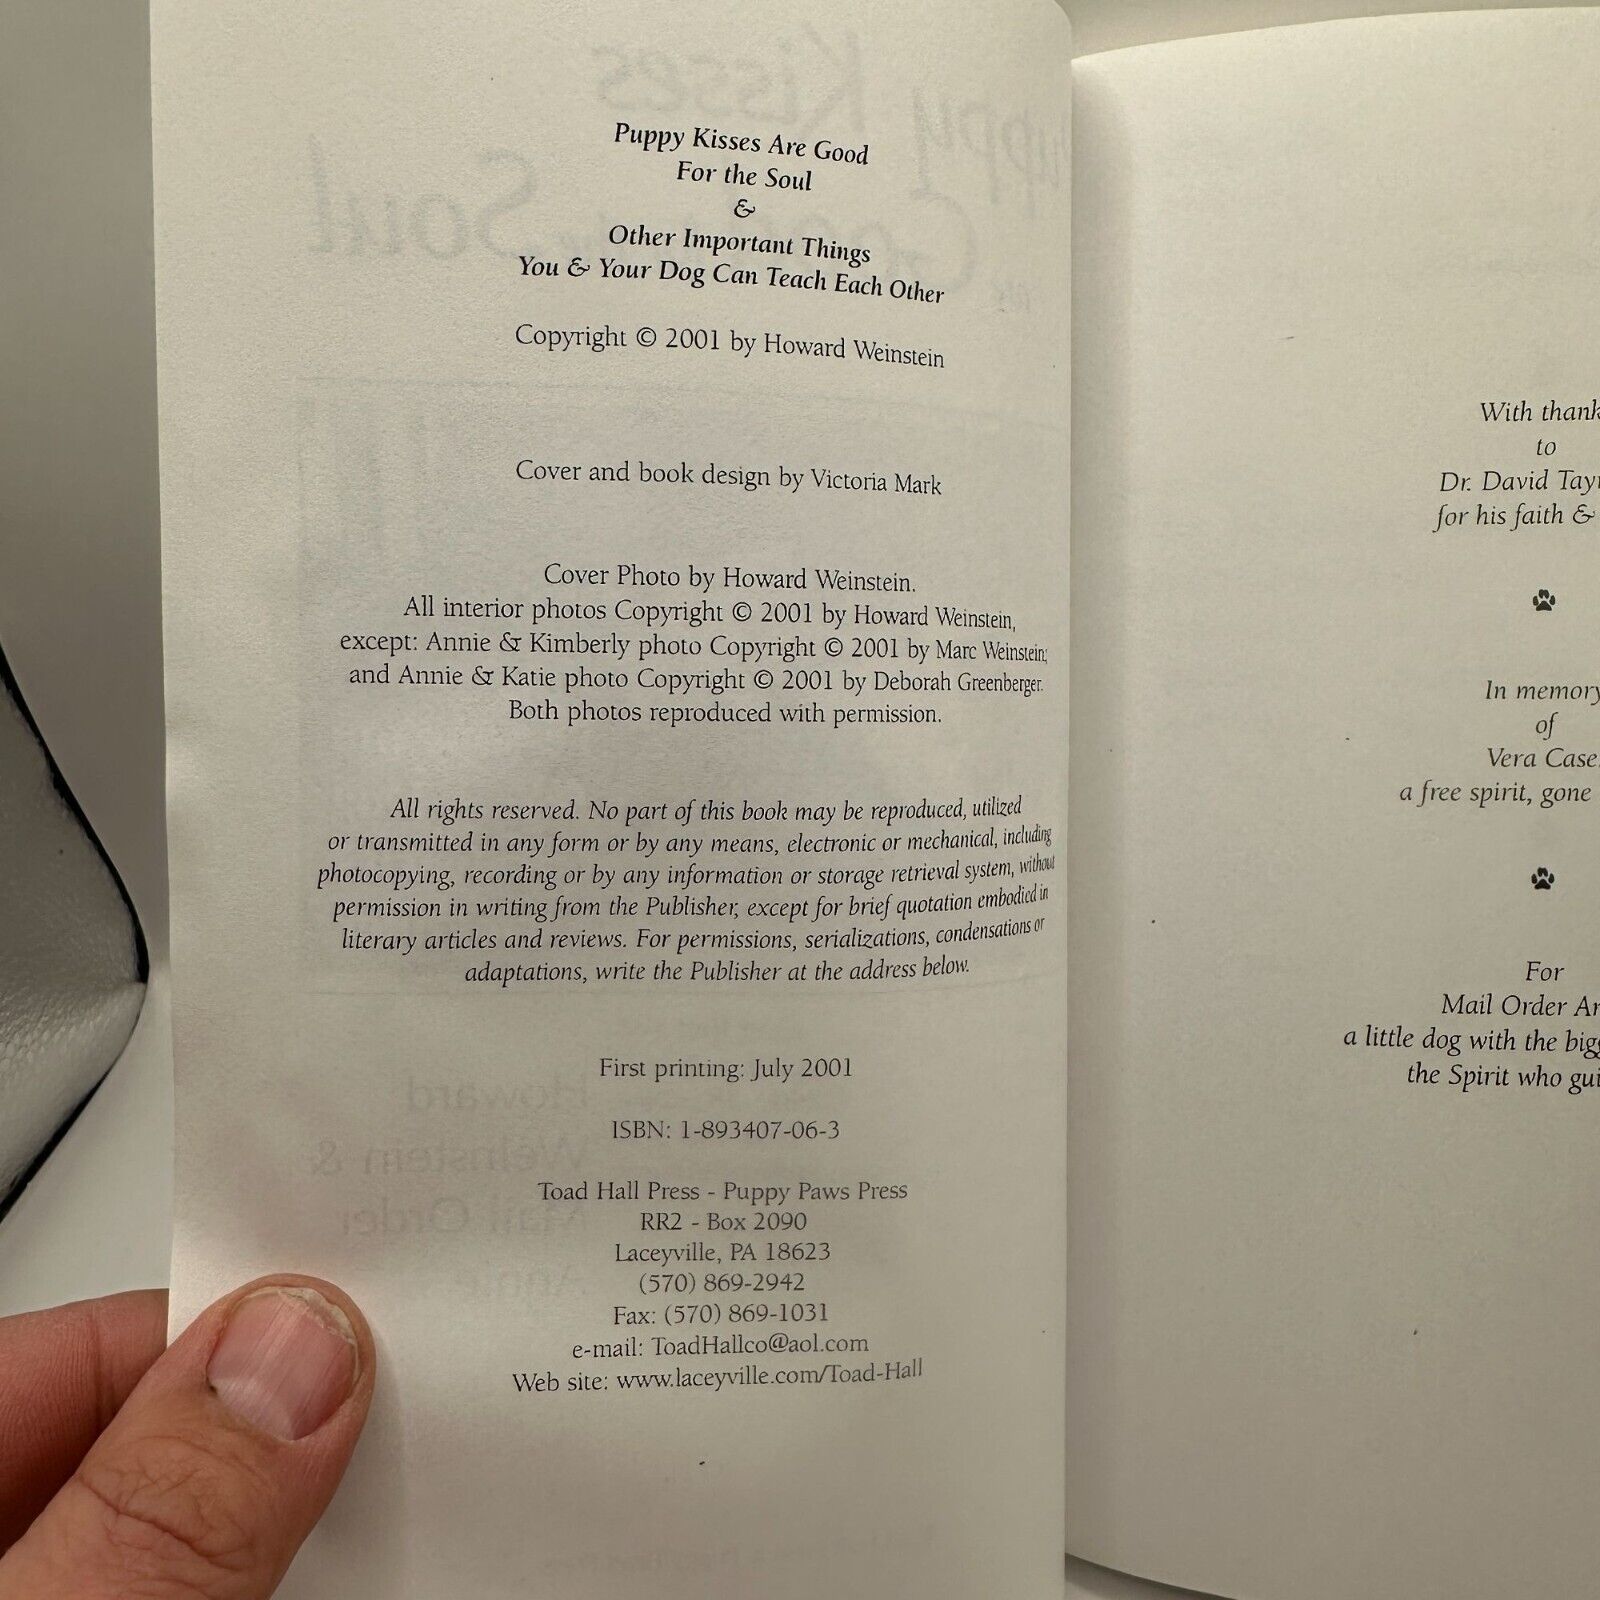 Puppy Kisses Are Good
For the Soul
&
Other Important Things
You & Your Dog Can Teach Each Other
Copyright © 2001 by Howard Weinstein
Cover and book design by Victoria Mark
Cover Photo by Howard Weinstein.
All interior photos Copyright © 2001 by Howard Weinstein,
except: Annie & Kimberly photo Copyright © 2001 by Marc Weinstein;
and Annie & Katie photo Copyright © 2001 by Deborah Greenberger.
Both photos reproduced with permission.
All rights reserved. No part of this book may be reproduced, utilized
or transmitted in any form or by any means, electronic or mechanical, including
photocopying, recording or by any information or storage retrieval system, without
permission in writing from the Publisher, except for brief quotation embodied in
literary articles and reviews. For permissions, serializations, condensations or
adaptations, write the Publisher at the address below.
First printing: July 2001
ISBN: 1-893407-06-3
Toad Hall Press - Puppy Paws Press
RR2 - Box 2090
Laceyville, PA 18623
(570) 869-2942
Fax: (570) 869-1031
e-mail: ToadHallco@aol.com
Web site: www.laceyville.com/Toad-Hall
With
to
Dr. David
for his faith &
In memory
of
Vera
a free spirit, gone
For
Mail Order
a little dog with the
the Spirit who